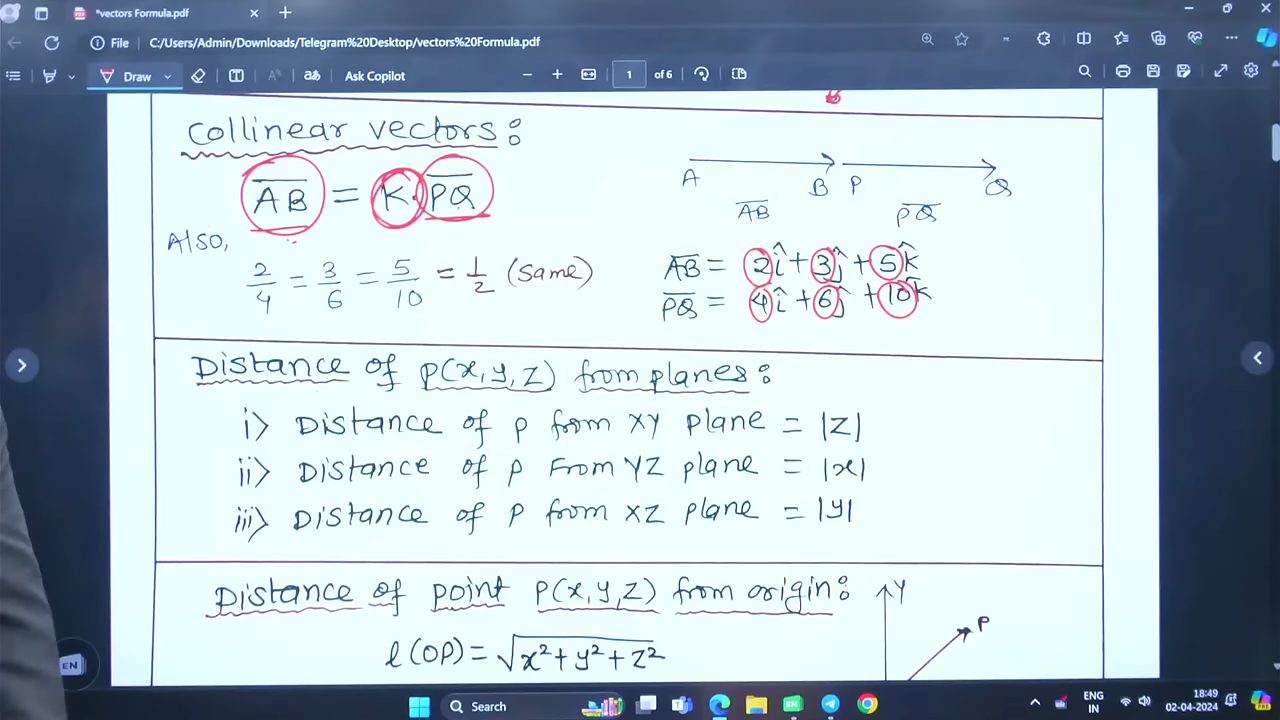 *vectors Formula.pdf
File C:/Users/Admin/Downloads/Telegram%20Desktop/vectors%20Formula.pdf
Draw Ask Copilot 1 of 6
Collinear vectors:
AB = K·PQ
A B P Q
AB PQ
Also,
2/4 = 3/6 = 5/10 = 1/2 (same)
AB = 2î + 3ĵ + 5k̂
PQ = 4î + 6ĵ + 10k̂
Distance of P(x,y,z) from planes:
i) Distance of P from XY plane = |z|
ii) Distance of P From YZ plane = |x|
iii) Distance of P from XZ plane = |y|
Distance of point P(x,y,z) from origin:
Y
P
l(OP) = √x²+y²+z²
EN
Search
ENG
IN
18:49
02-04-2024